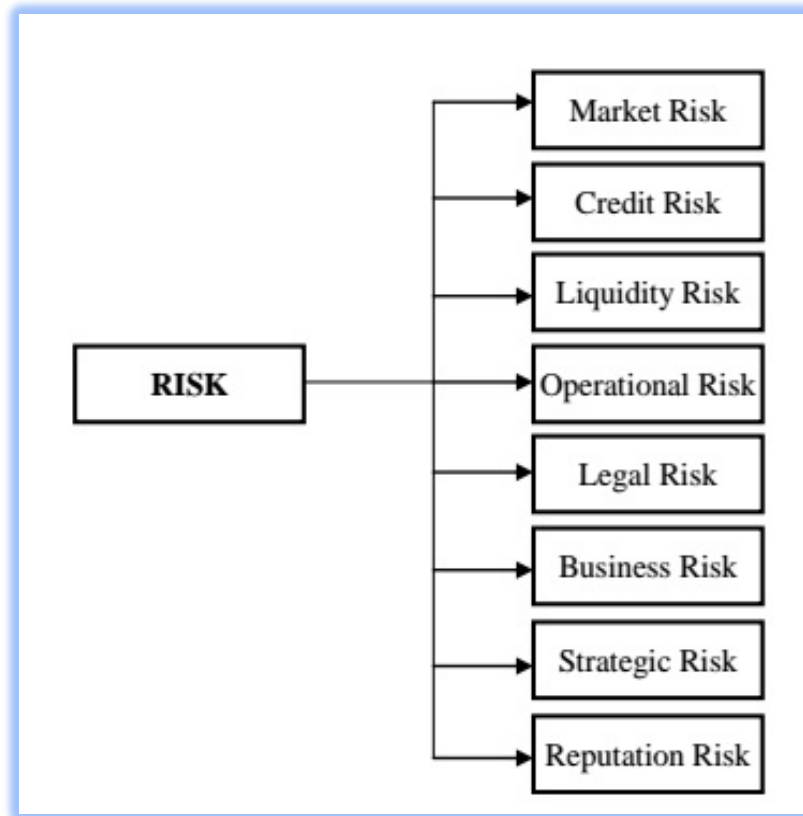 Market Risk
Credit Risk
Liquidity Risk
RISK
Operational Risk
Legal Risk
Business Risk
Strategic Risk
Reputation Risk